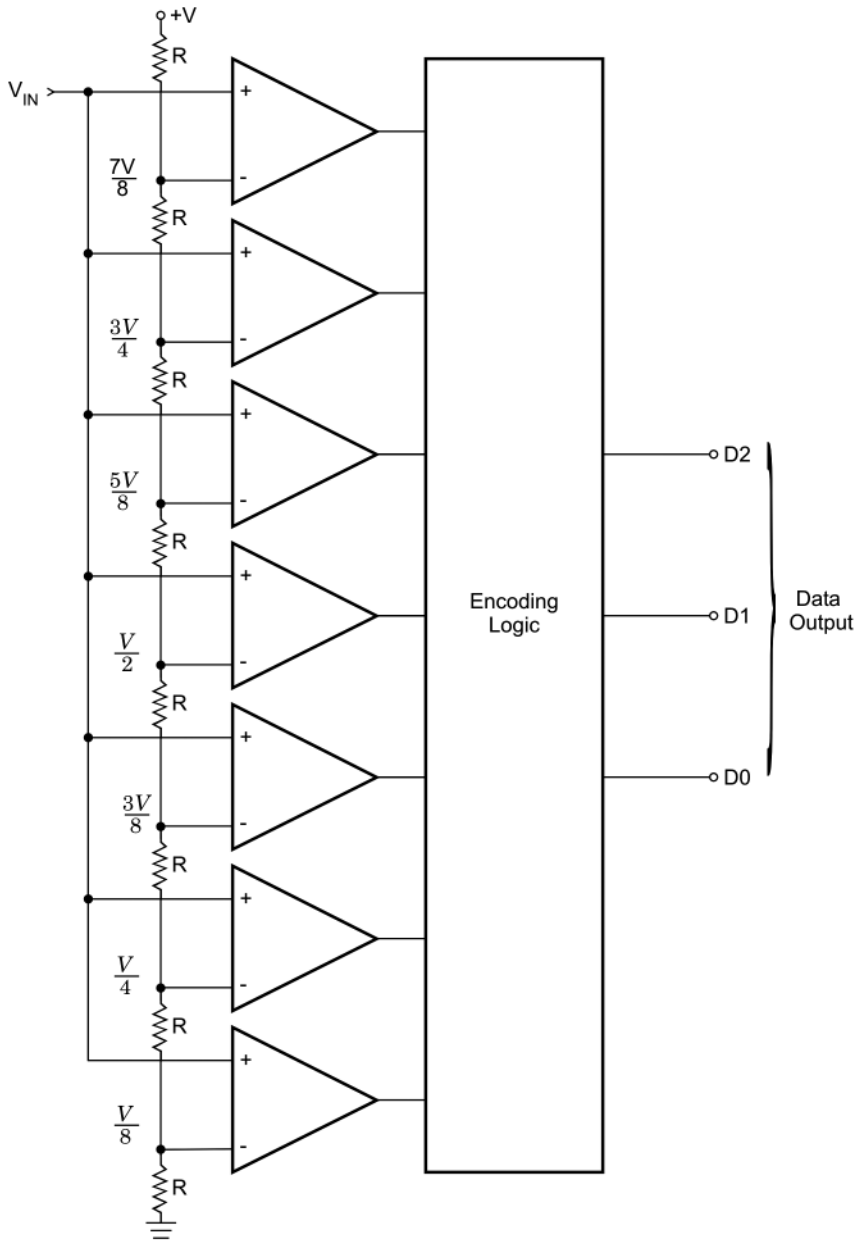 +V
R
V_IN
+
7V/8
-
R
+
3V/4
-
R
+
5V/8
-
R
+
V/2
-
R
+
3V/8
-
R
+
V/4
-
R
+
V/8
-
R
Encoding
Logic
D2
D1
D0
Data
Output